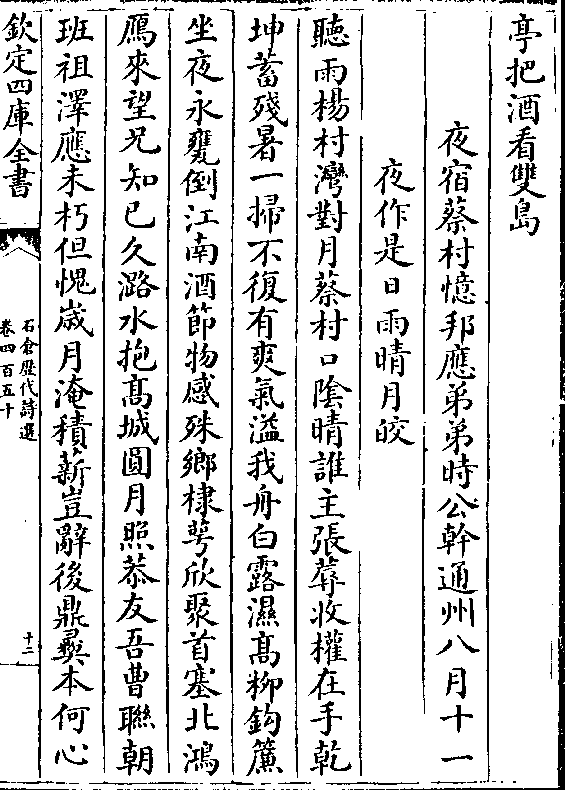 亭把酒看雙島
夜宿蔡村憶邦應弟弟時公幹通州八月十一
夜作是日雨晴月皎
聽雨楊村灣對月蔡村口陰晴誰主張蓐收權在手乾
坤蓄殘暑一掃不復有爽氣溢我舟白露濕髙柳鈎簾
坐夜永甕倒江南酒節物感殊鄉棣萼欣聚首塞北鴻
鴈來望兄知已久潞水抱髙城圓月照恭友吾曹聯朝
班祖澤應未朽但愧歲月淹積薪豈辭後鼎彛本何心
欽定四庫全書
石倉歷代詩選
卷四百五十
十二